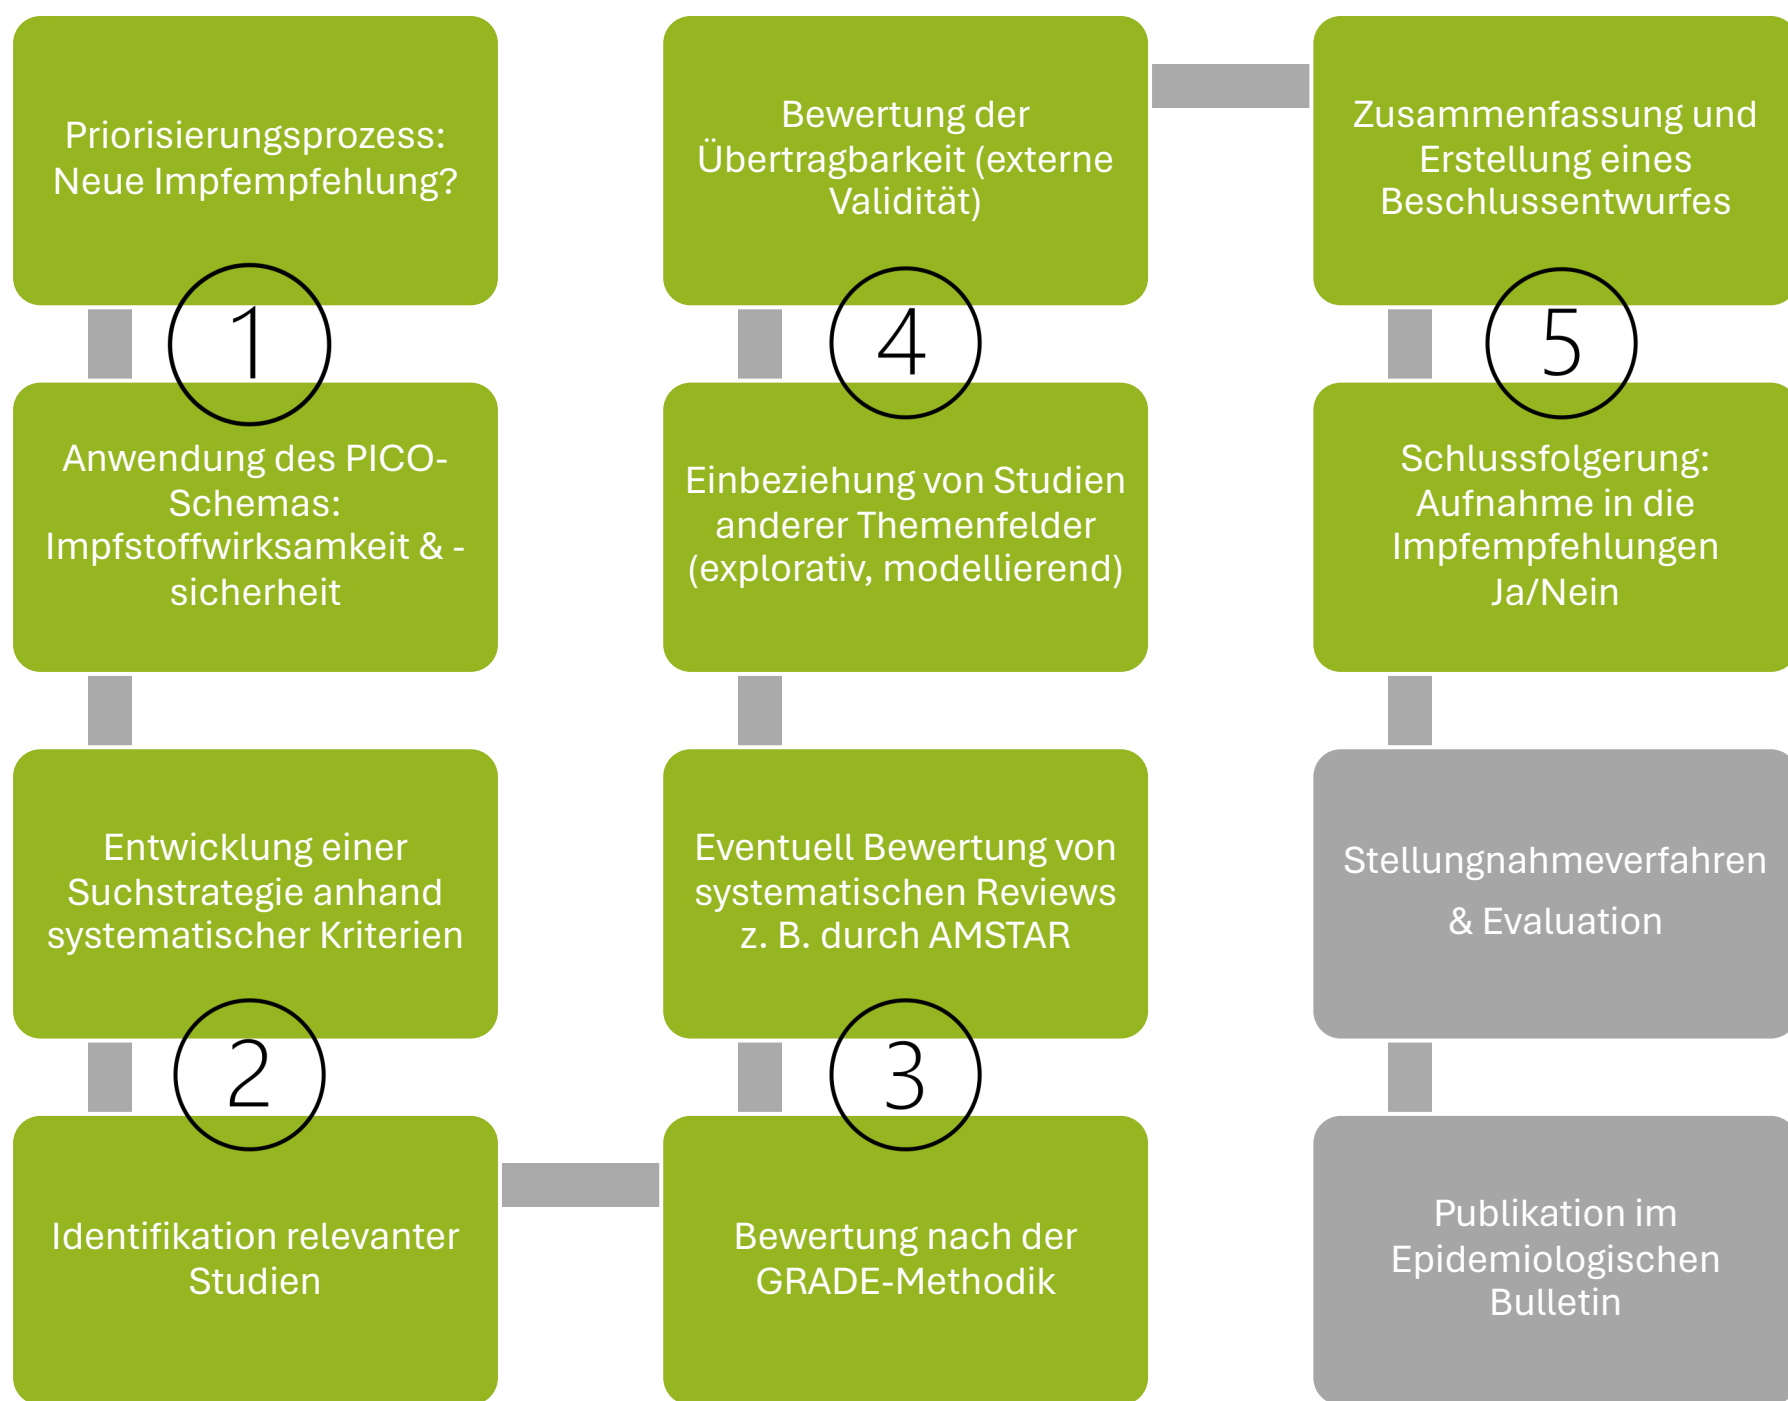 Priorisierungsprozess:
Neue Impfempfehlung?
1
Anwendung des PICO-
Schemas:
Impfstoffwirksamkeit & -
sicherheit
Entwicklung einer
Suchstrategie anhand
systematischer Kriterien
2
Identifikation relevanter
Studien
Bewertung nach der
GRADE-Methodik
3
Eventuell Bewertung von
systematischen Reviews
z. B. durch AMSTAR
Einbeziehung von Studien
anderer Themenfelder
(explorativ, modellierend)
4
Bewertung der
Übertragbarkeit (externe
Validität)
Zusammenfassung und
Erstellung eines
Beschlussentwurfes
5
Schlussfolgerung:
Aufnahme in die
Impfempfehlungen
Ja/Nein
Stellungnahmeverfahren
& Evaluation
Publikation im
Epidemiologischen
Bulletin